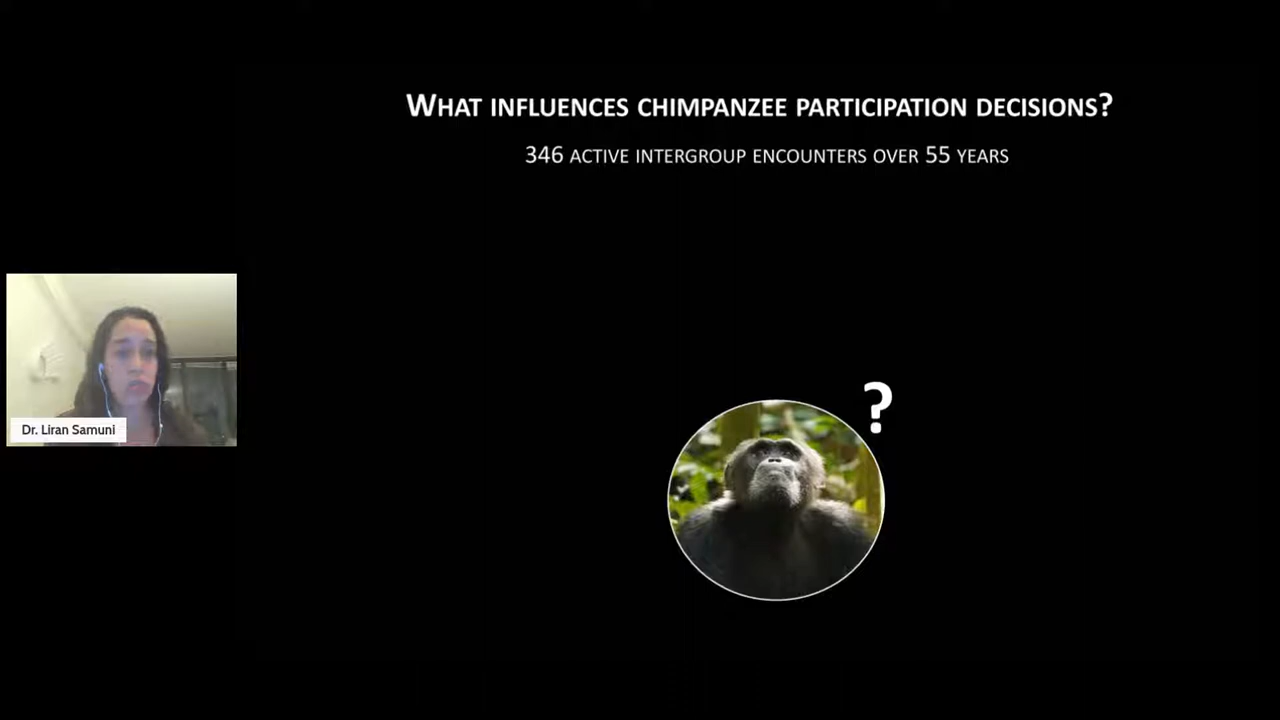 What influences chimpanzee participation decisions?
346 active intergroup encounters over 55 years
?
Dr. Liran Samuni